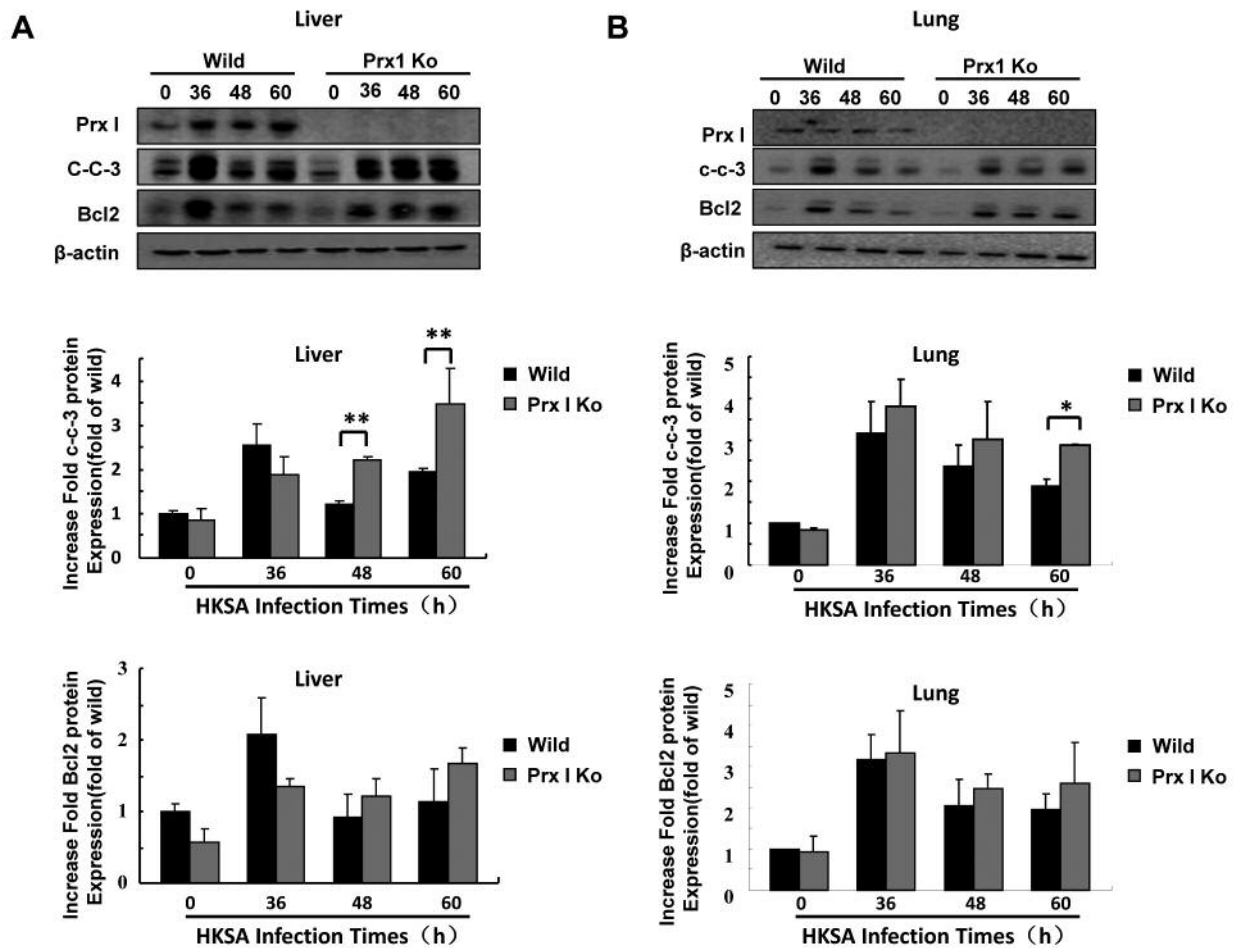 A
Liver
Wild Prx1 Ko
0 36 48 60 0 36 48 60
Prx I
C-C-3
Bcl2
β-actin
B
Lung
Wild Prx1 Ko
0 36 48 60 0 36 48 60
Prx I
c-c-3
Bcl2
β-actin
Liver
Increase Fold c-c-3 protein
Expression(fold of wild)
4
3
2
1
0
**
**
Wild
Prx I Ko
0 36 48 60
HKSA Infection Times（h）
Lung
Increase Fold c-c-3 protein
Expression(fold of wild)
5
4
3
2
1
0
*
Wild
Prx I Ko
0 36 48 60
HKSA Infection Times（h）
Liver
Increase Fold Bcl2 protein
Expression(fold of wild)
3
2
1
0
Wild
Prx I Ko
0 36 48 60
HKSA Infection Times（h）
Lung
Increase Fold Bcl2 protein
Expression(fold of wild)
5
4
3
2
1
0
Wild
Prx I Ko
0 36 48 60
HKSA Infection Times（h）